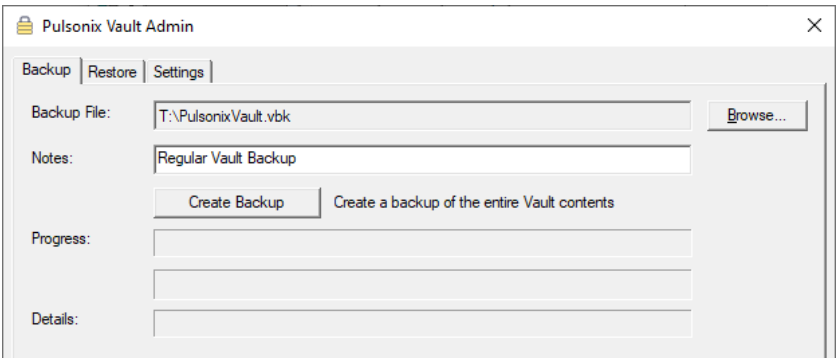 Pulsonix Vault Admin
Backup Restore Settings
Backup File: T:\PulsonixVault.vbk Browse...
Notes: Regular Vault Backup
Create Backup Create a backup of the entire Vault contents
Progress:
Details: